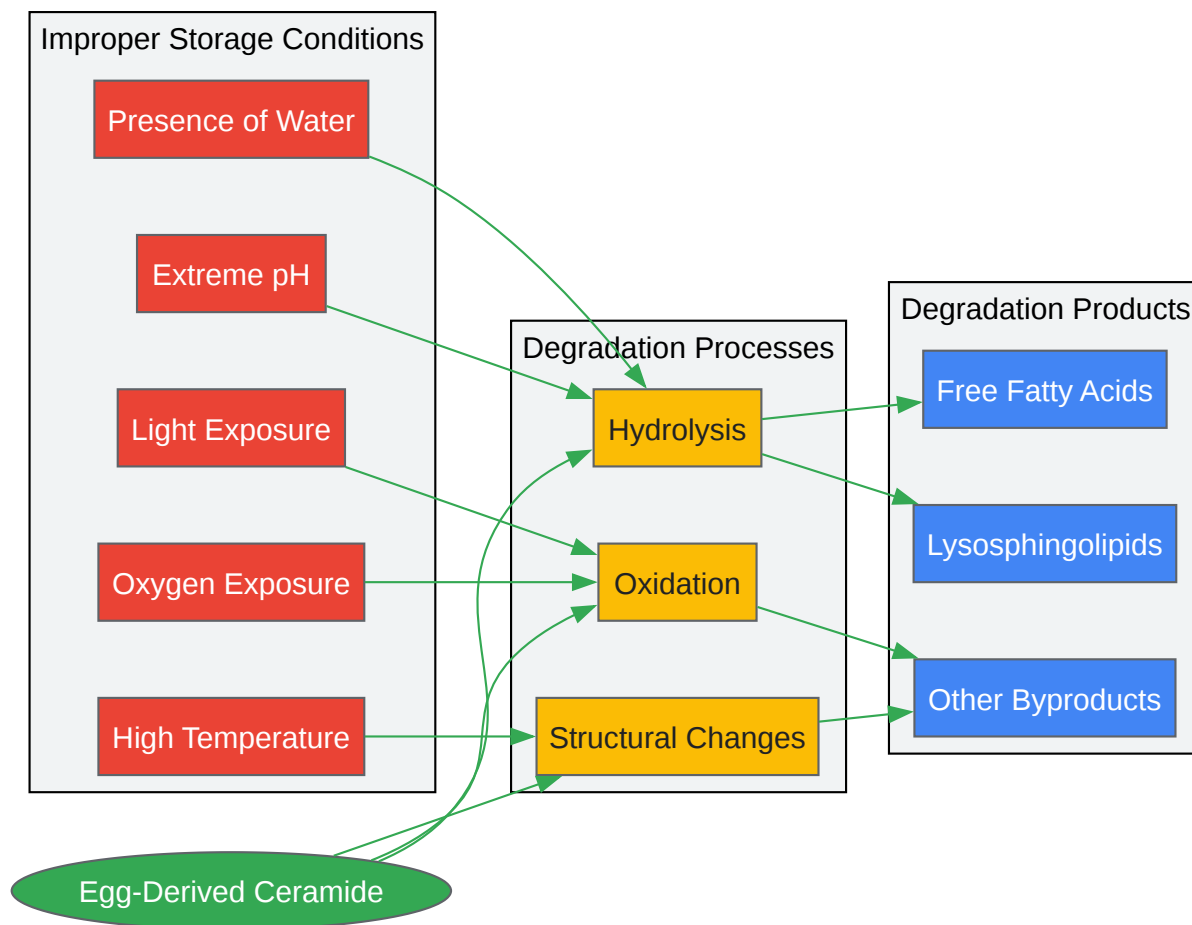 Improper Storage Conditions
Presence of Water
Extreme pH
Light Exposure
Oxygen Exposure
High Temperature
Degradation Processes
Hydrolysis
Oxidation
Structural Changes
Degradation Products
Free Fatty Acids
Lysosphingolipids
Other Byproducts
Egg-Derived Ceramide